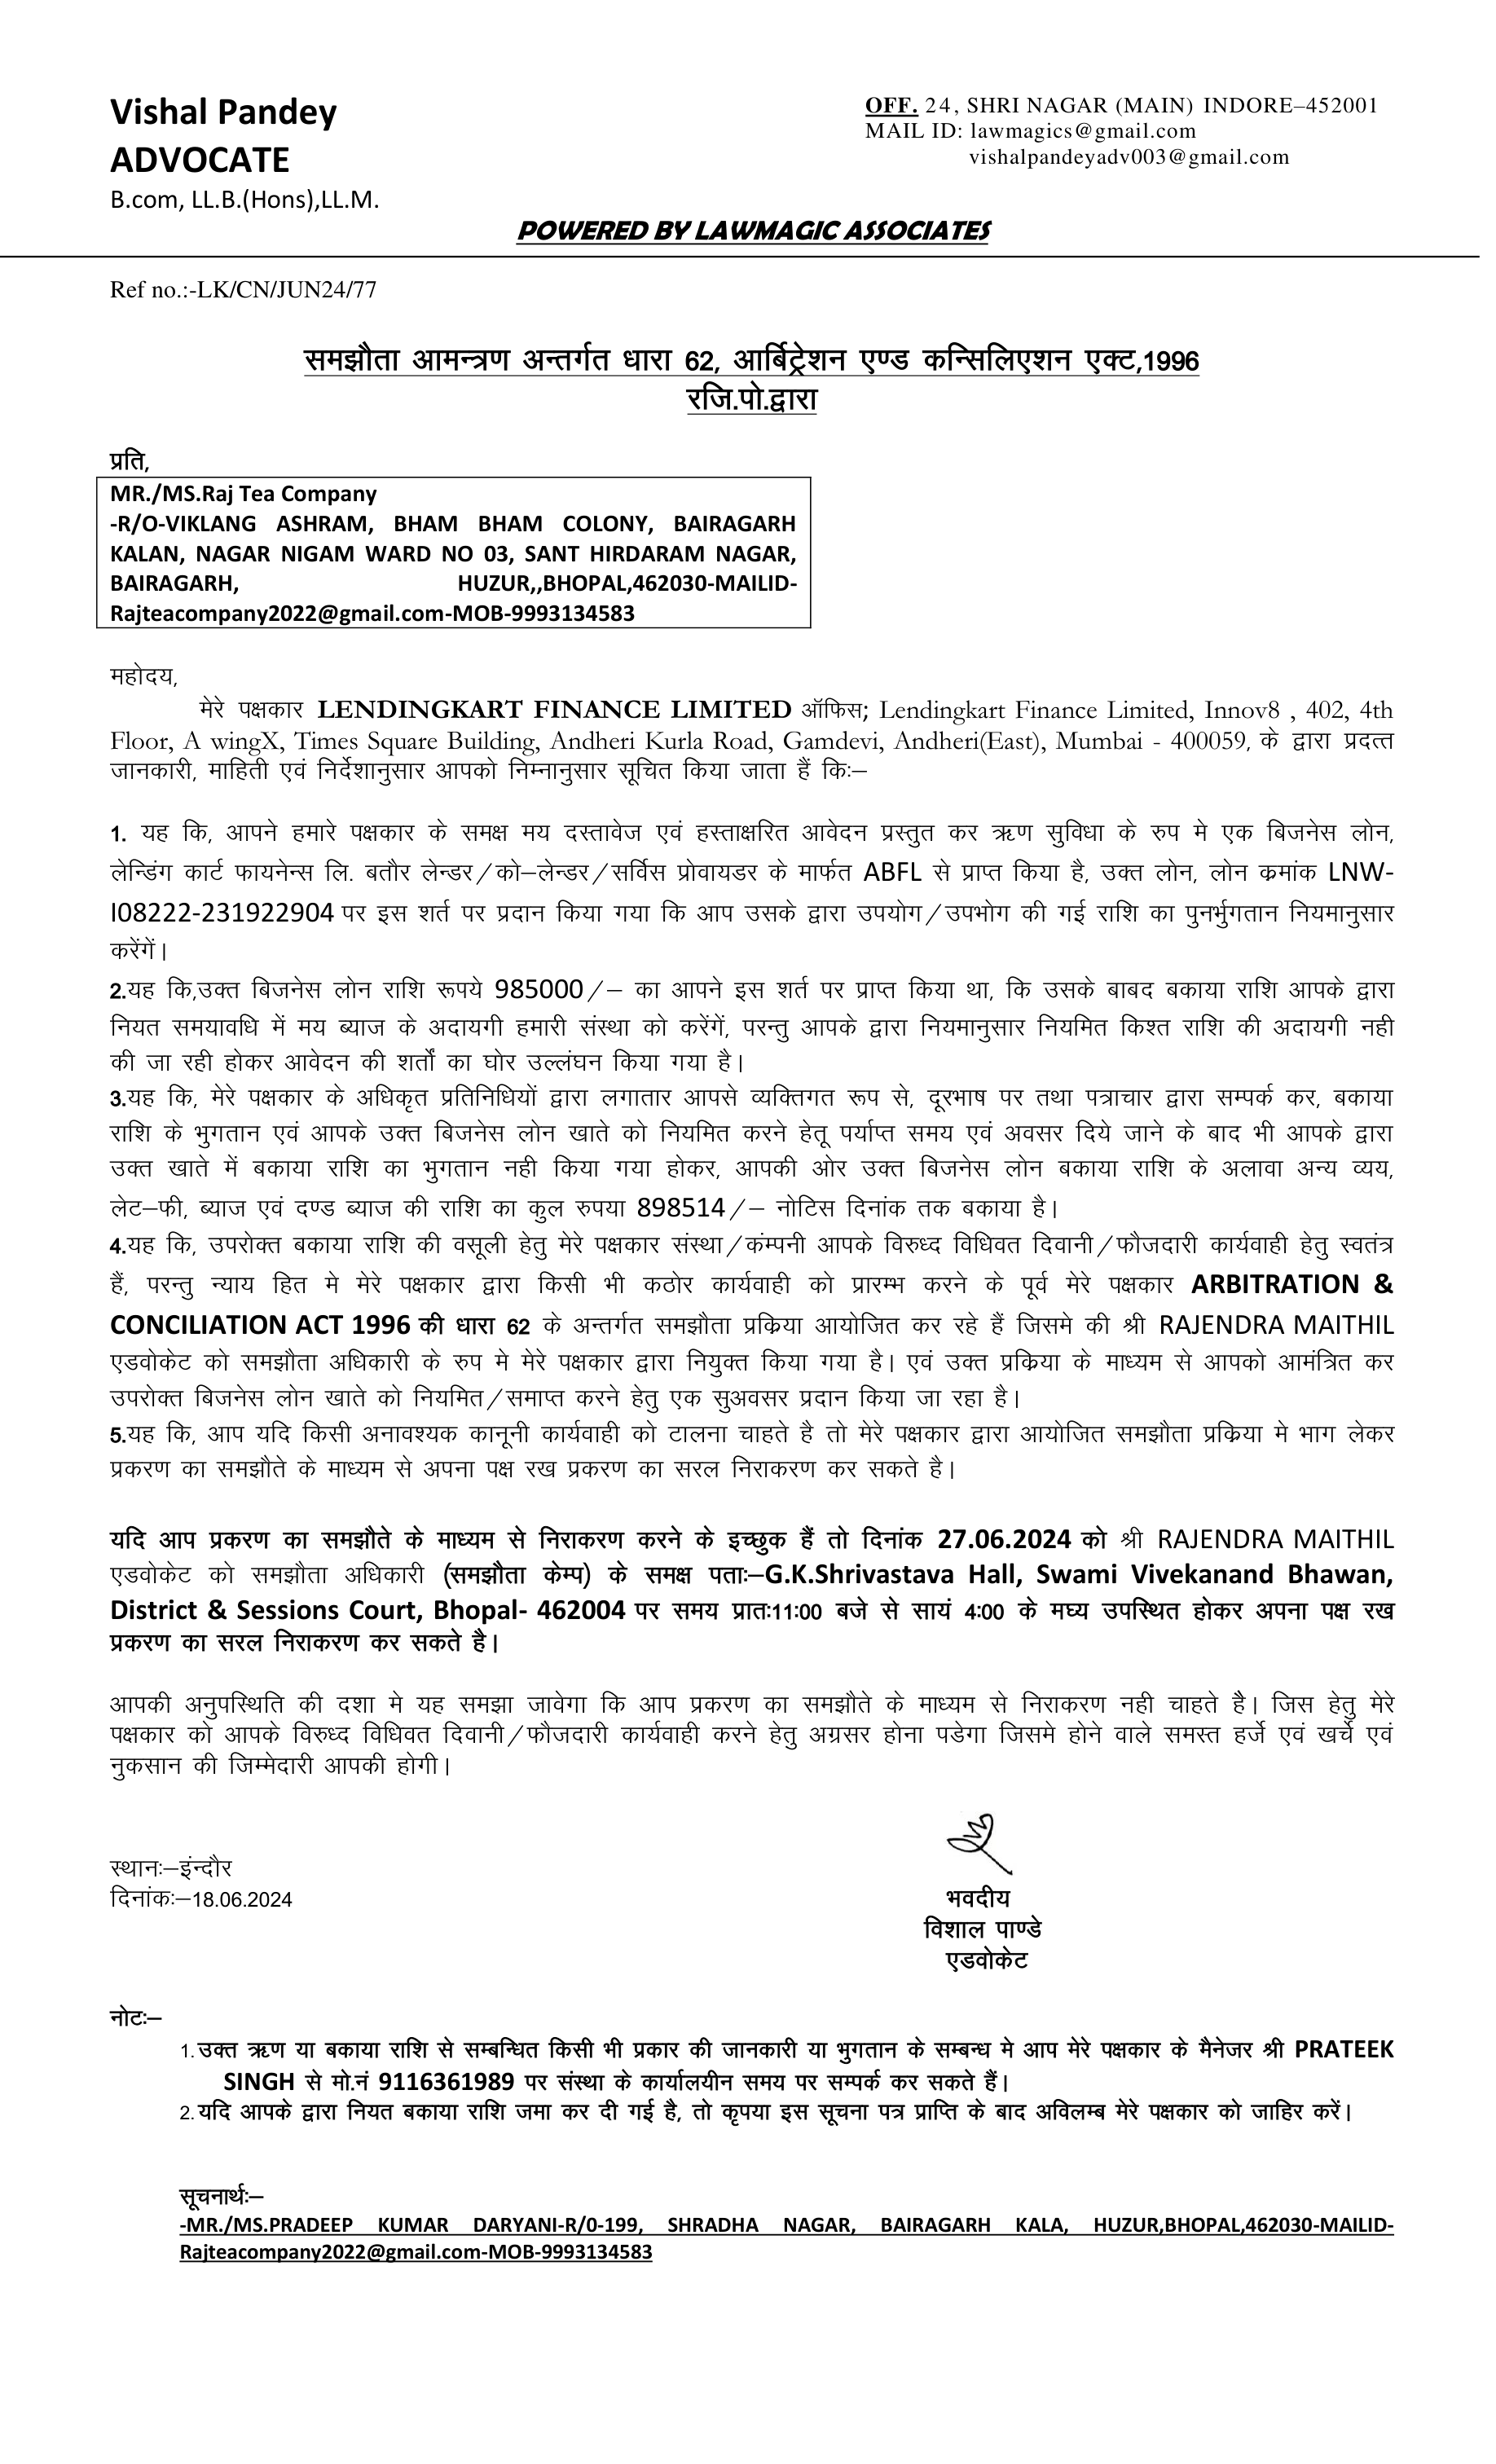 Vishal Pandey
ADVOCATE
B.com, LL.B.(Hons),LL.M.
OFF. 24, SHRI NAGAR (MAIN) INDORE–452001
MAIL ID: lawmagics@gmail.com
vishalpandeyadv003@gmail.com
POWERED BY LAWMAGIC ASSOCIATES
Ref no.:-LK/CN/JUN24/77
समझौता आमन्त्रण अन्तर्गत धारा 62, आर्बिट्रेशन एण्ड कन्सिलिएशन एक्ट,1996
रजि.पो.द्वारा
प्रति,
MR./MS.Raj Tea Company
-R/O-VIKLANG ASHRAM, BHAM BHAM COLONY, BAIRAGARH
KALAN, NAGAR NIGAM WARD NO 03, SANT HIRDARAM NAGAR,
BAIRAGARH, HUZUR,,BHOPAL,462030-MAILID-
Rajteacompany2022@gmail.com-MOB-9993134583
महोदय,
मेरे पक्षकार LENDINGKART FINANCE LIMITED ऑफिस; Lendingkart Finance Limited, Innov8 , 402, 4th
Floor, A wingX, Times Square Building, Andheri Kurla Road, Gamdevi, Andheri(East), Mumbai - 400059, के द्वारा प्रदत्त
जानकारी, माहिती एवं निर्देशानुसार आपको निम्नानुसार सूचित किया जाता हैं किः–
1. यह कि, आपने हमारे पक्षकार के समक्ष मय दस्तावेज एवं हस्ताक्षरित आवेदन प्रस्तुत कर ऋण सुविधा के रुप मे एक बिजनेस लोन,
लेन्डिंग कार्ट फायनेन्स लि. बतौर लेन्डर/को–लेन्डर/सर्विस प्रोवायडर के मार्फत ABFL से प्राप्त किया है, उक्त लोन, लोन क्रमांक LNW-
I08222-231922904 पर इस शर्त पर प्रदान किया गया कि आप उसके द्वारा उपयोग/उपभोग की गई राशि का पुनर्भुगतान नियमानुसार
करेंगें।
2.यह कि,उक्त बिजनेस लोन राशि रूपये 985000/– का आपने इस शर्त पर प्राप्त किया था, कि उसके बाबद बकाया राशि आपके द्वारा
नियत समयावधि में मय ब्याज के अदायगी हमारी संस्था को करेंगें, परन्तु आपके द्वारा नियमानुसार नियमित किश्त राशि की अदायगी नही
की जा रही होकर आवेदन की शर्तों का घोर उल्लंघन किया गया है।
3.यह कि, मेरे पक्षकार के अधिकृत प्रतिनिधियों द्वारा लगातार आपसे व्यक्तिगत रूप से, दूरभाष पर तथा पत्राचार द्वारा सम्पर्क कर, बकाया
राशि के भुगतान एवं आपके उक्त बिजनेस लोन खाते को नियमित करने हेतू पर्याप्त समय एवं अवसर दिये जाने के बाद भी आपके द्वारा
उक्त खाते में बकाया राशि का भुगतान नही किया गया होकर, आपकी ओर उक्त बिजनेस लोन बकाया राशि के अलावा अन्य व्यय,
लेट–फी, ब्याज एवं दण्ड ब्याज की राशि का कुल रुपया 898514/– नोटिस दिनांक तक बकाया है।
4.यह कि, उपरोक्त बकाया राशि की वसूली हेतु मेरे पक्षकार संस्था/कंम्पनी आपके विरुध्द विधिवत दिवानी/फौजदारी कार्यवाही हेतु स्वतंत्र
हैं, परन्तु न्याय हित मे मेरे पक्षकार द्वारा किसी भी कठोर कार्यवाही को प्रारम्भ करने के पूर्व मेरे पक्षकार ARBITRATION &
CONCILIATION ACT 1996 की धारा 62 के अन्तर्गत समझौता प्रक्रिया आयोजित कर रहे हैं जिसमे की श्री RAJENDRA MAITHIL
एडवोकेट को समझौता अधिकारी के रुप मे मेरे पक्षकार द्वारा नियुक्त किया गया है। एवं उक्त प्रक्रिया के माध्यम से आपको आमंत्रित कर
उपरोक्त बिजनेस लोन खाते को नियमित/समाप्त करने हेतु एक सुअवसर प्रदान किया जा रहा है।
5.यह कि, आप यदि किसी अनावश्यक कानूनी कार्यवाही को टालना चाहते है तो मेरे पक्षकार द्वारा आयोजित समझौता प्रक्रिया मे भाग लेकर
प्रकरण का समझौते के माध्यम से अपना पक्ष रख प्रकरण का सरल निराकरण कर सकते है।
यदि आप प्रकरण का समझौते के माध्यम से निराकरण करने के इच्छुक हैं तो दिनांक 27.06.2024 को श्री RAJENDRA MAITHIL
एडवोकेट को समझौता अधिकारी (समझौता केम्प) के समक्ष पताः–G.K.Shrivastava Hall, Swami Vivekanand Bhawan,
District & Sessions Court, Bhopal- 462004 पर समय प्रातः11:00 बजे से सायं 4:00 के मघ्य उपस्थित होकर अपना पक्ष रख
प्रकरण का सरल निराकरण कर सकते है।
आपकी अनुपस्थिति की दशा मे यह समझा जावेगा कि आप प्रकरण का समझौते के माध्यम से निराकरण नही चाहते है। जिस हेतु मेरे
पक्षकार को आपके विरुध्द विधिवत दिवानी/फौजदारी कार्यवाही करने हेतु अग्रसर होना पडेगा जिसमे होने वाले समस्त हर्जे एवं खर्चे एवं
नुकसान की जिम्मेदारी आपकी होगी।
स्थानः–इंन्दौर
दिनांकः–18.06.2024
भवदीय
विशाल पाण्डे
एडवोकेट
नोटः–
1.उक्त ऋण या बकाया राशि से सम्बन्धित किसी भी प्रकार की जानकारी या भुगतान के सम्बन्ध मे आप मेरे पक्षकार के मैनेजर श्री PRATEEK
SINGH से मो.नं 9116361989 पर संस्था के कार्यालयीन समय पर सम्पर्क कर सकते हैं।
2.यदि आपके द्वारा नियत बकाया राशि जमा कर दी गई है, तो कृपया इस सूचना पत्र प्राप्ति के बाद अविलम्ब मेरे पक्षकार को जाहिर करें।
सूचनार्थः–
-MR./MS.PRADEEP KUMAR DARYANI-R/0-199, SHRADHA NAGAR, BAIRAGARH KALA, HUZUR,BHOPAL,462030-MAILID-
Rajteacompany2022@gmail.com-MOB-9993134583